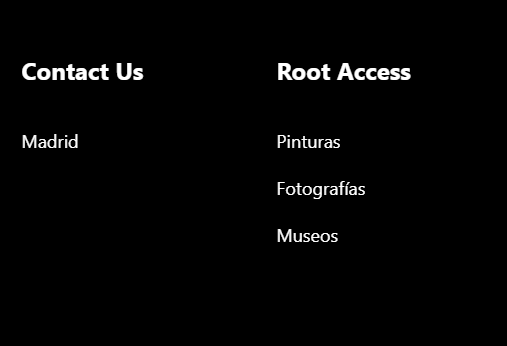 Contact Us
Madrid
Root Access
Pinturas
Fotografías
Museos